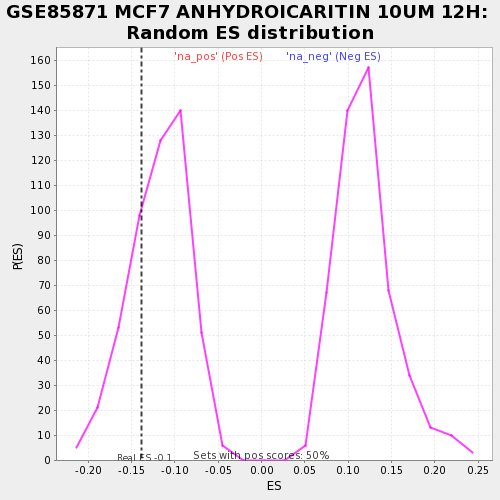 GSE85871 MCF7 ANHYDROICARITIN 10UM 12H:
Random ES distribution
'na_pos' (Pos ES)
'na_neg' (Neg ES)
160
150
140
130
120
110
100
90
80
70
60
50
40
30
20
10
0
P(ES)
Real ES -0.1
Sets with pos scores: 50%
-0.20 -0.15 -0.10 -0.05 0.00 0.05 0.10 0.15 0.20 0.25
ES